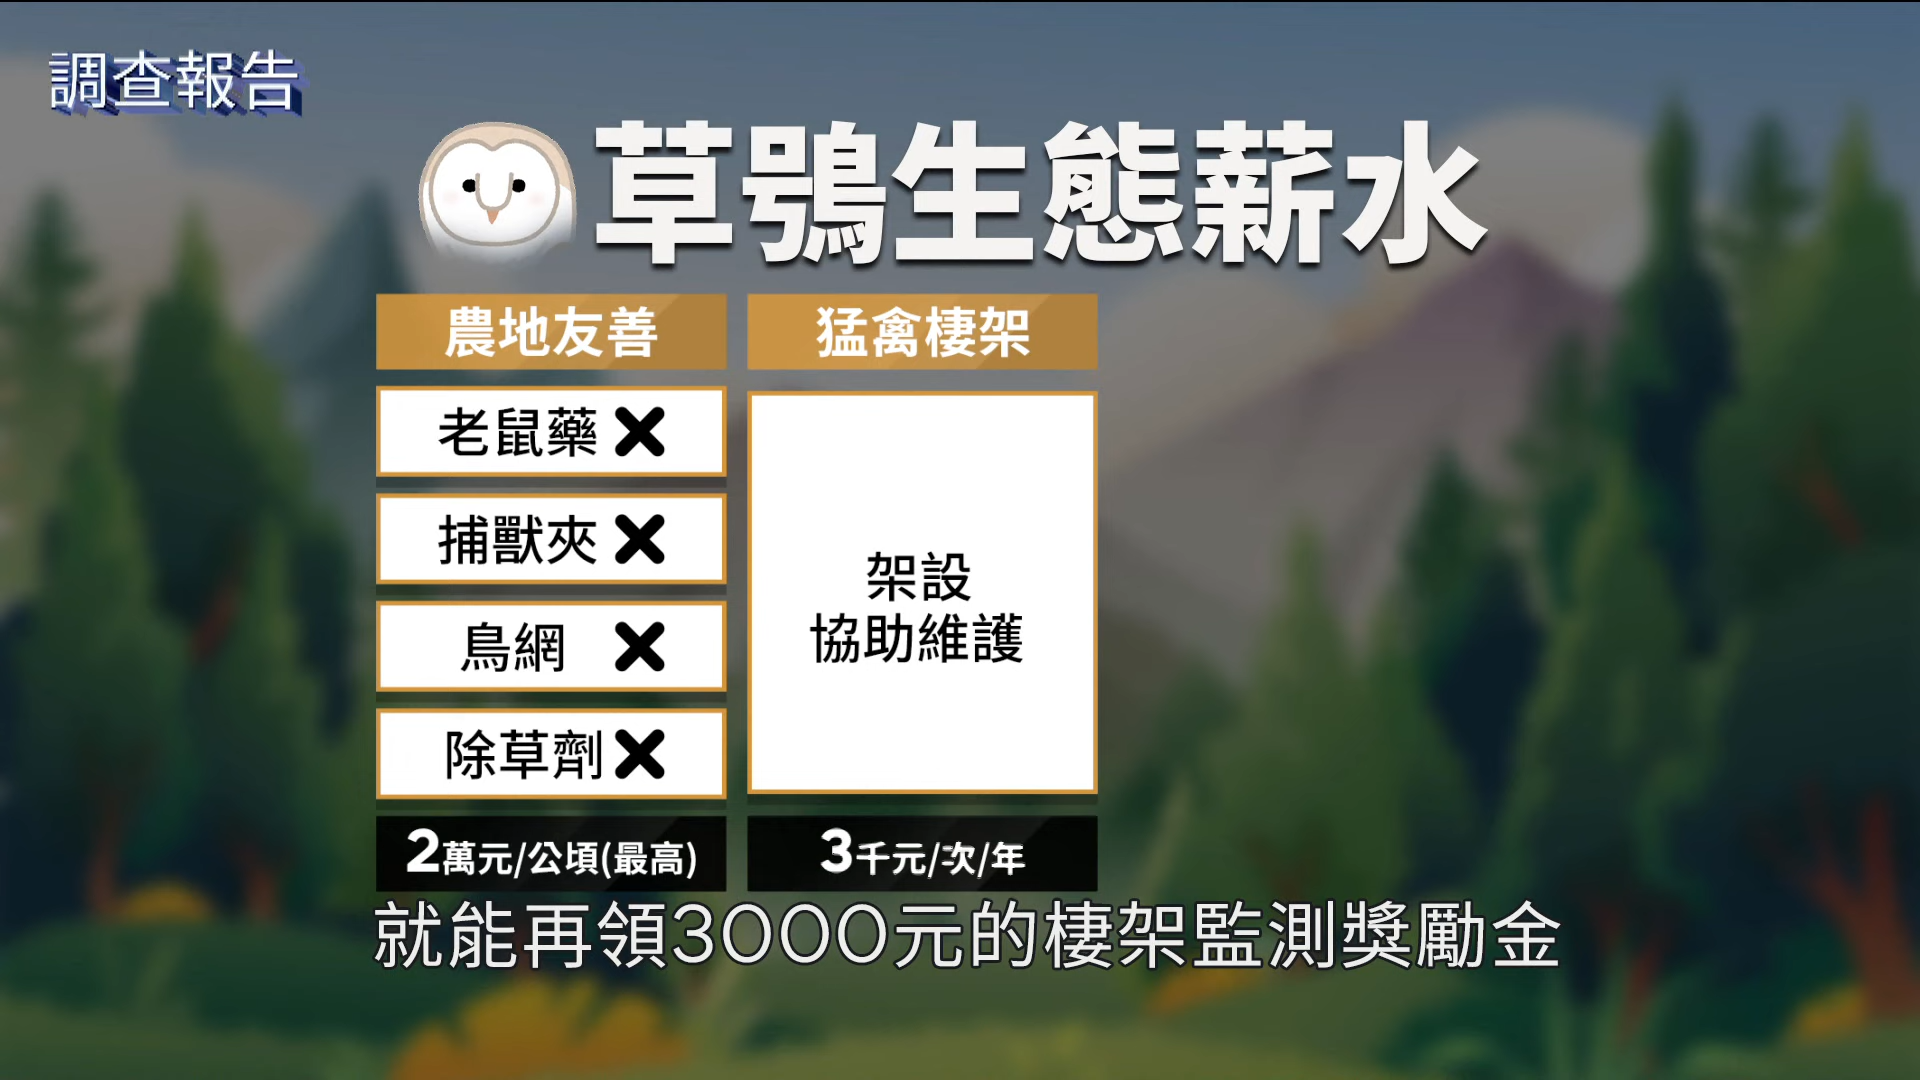 調查報告
草鴞生態薪水
農地友善
猛禽棲架
老鼠藥 ✕
捕獸夾 ✕
鳥網 ✕
除草劑 ✕
架設
協助維護
2萬元/公頃(最高)
3千元/次/年
就能再領3000元的棲架監測獎勵金